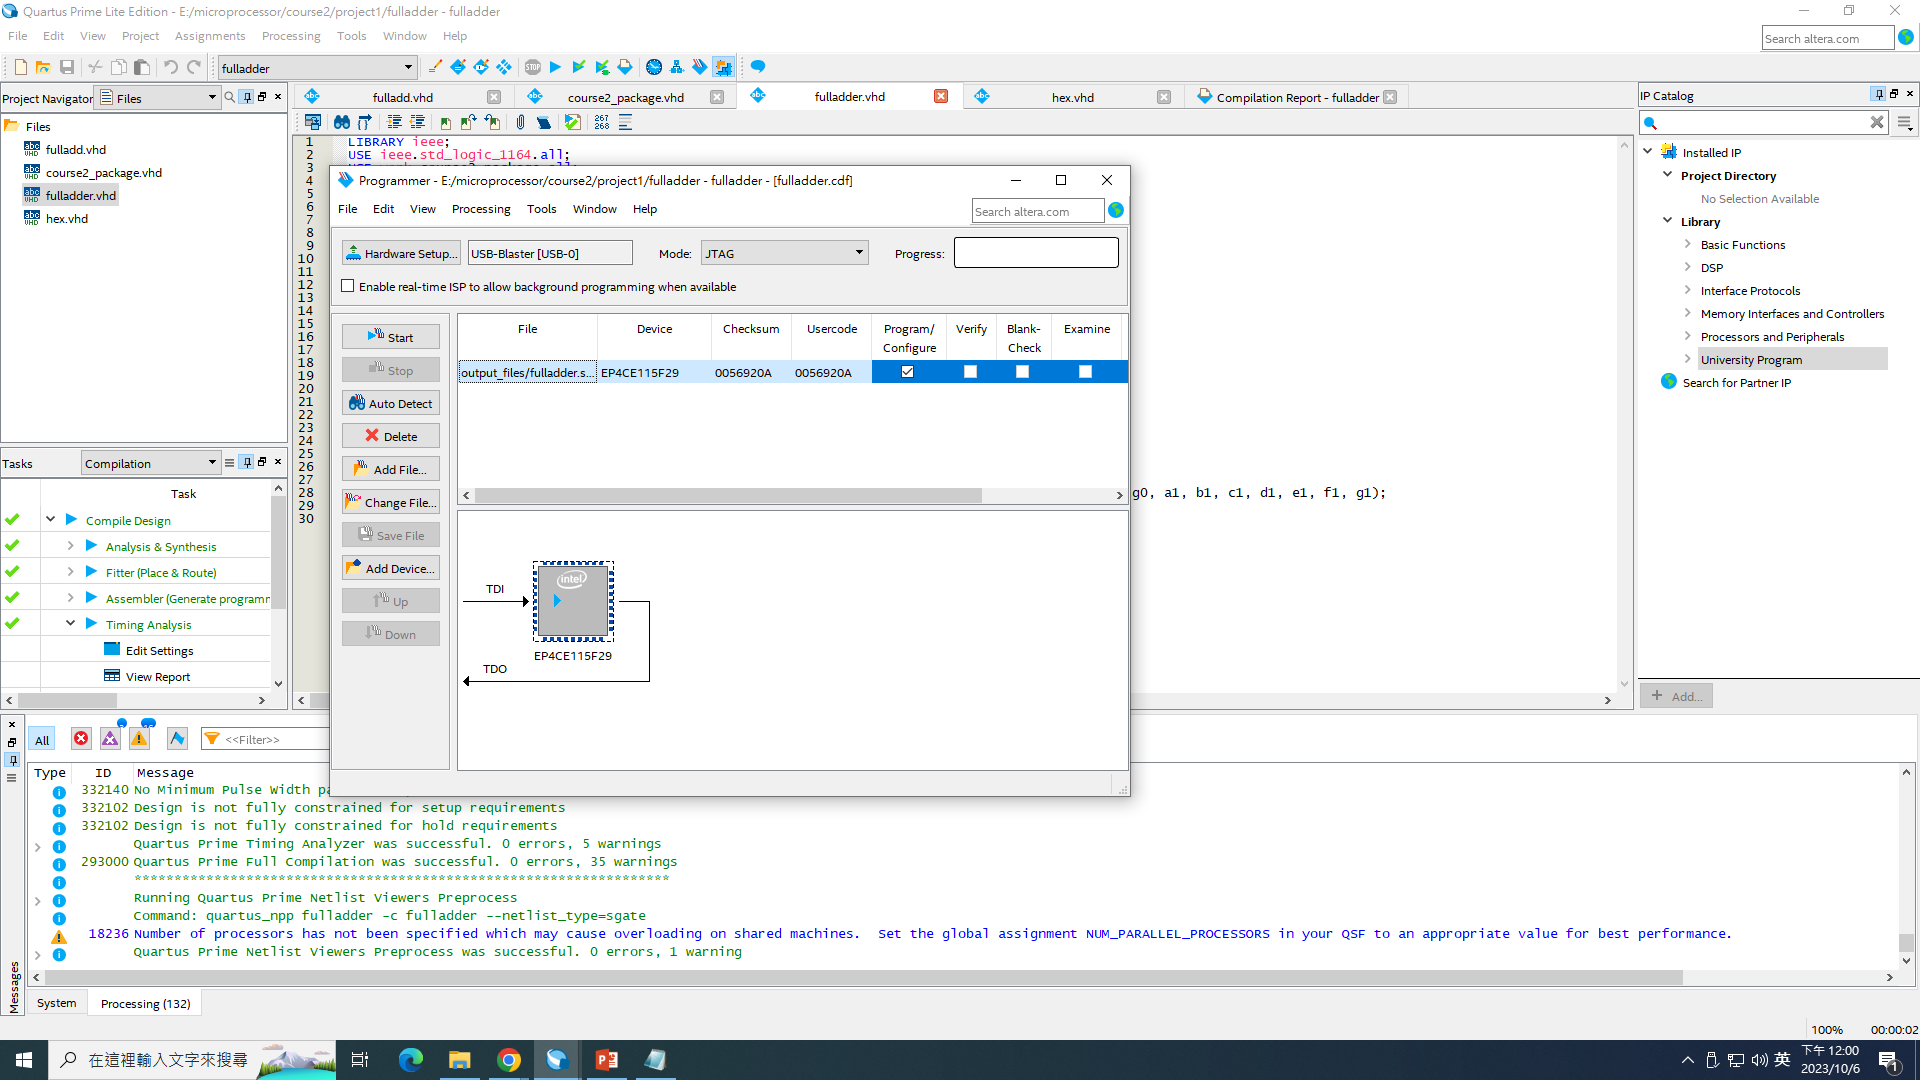 Quartus Prime Lite Edition - E:/microprocessor/course2/project1/fulladder - fulladder
File Edit View Project Assignments Processing Tools Window Help
Search altera.com
fulladder
Project Navigator Files
Files
fulladd.vhd
course2_package.vhd
fulladder.vhd
hex.vhd
fulladd.vhd course2_package.vhd fulladder.vhd hex.vhd Compilation Report - fulladder
267
268
1 LIBRARY ieee;
2 USE ieee.std_logic_1164.all;
3
4
5
6
7
8
9
10
11
12
13
14
15
16
17
18
19
20
21
22
23
24
25
26
27
28 g0, a1, b1, c1, d1, e1, f1, g1);
29
30
Programmer - E:/microprocessor/course2/project1/fulladder - fulladder - [fulladder.cdf]
File Edit View Processing Tools Window Help
Search altera.com
Hardware Setup... USB-Blaster [USB-0] Mode: JTAG Progress:
Enable real-time ISP to allow background programming when available
Start
Stop
Auto Detect
Delete
Add File...
Change File...
Save File
Add Device...
Up
Down
File Device Checksum Usercode Program/ Configure Verify Blank- Check Examine
output_files/fulladder.s... EP4CE115F29 0056920A 0056920A
TDI
intel
EP4CE115F29
TDO
IP Catalog
Installed IP
Project Directory
No Selection Available
Library
Basic Functions
DSP
Interface Protocols
Memory Interfaces and Controllers
Processors and Peripherals
University Program
Search for Partner IP
+ Add...
Tasks Compilation
Task
Compile Design
Analysis & Synthesis
Fitter (Place & Route)
Assembler (Generate programm
Timing Analysis
Edit Settings
View Report
All <<Filter>>
Type ID Message
332140 No Minimum Pulse Width pa
332102 Design is not fully constrained for setup requirements
332102 Design is not fully constrained for hold requirements
Quartus Prime Timing Analyzer was successful. 0 errors, 5 warnings
293000 Quartus Prime Full Compilation was successful. 0 errors, 35 warnings
*******************************************************************
Running Quartus Prime Netlist Viewers Preprocess
Command: quartus_npp fulladder -c fulladder --netlist_type=sgate
18236 Number of processors has not been specified which may cause overloading on shared machines.  Set the global assignment NUM_PARALLEL_PROCESSORS in your QSF to an appropriate value for best performance.
Quartus Prime Netlist Viewers Preprocess was successful. 0 errors, 1 warning
Messages
System Processing (132)
100% 00:00:02
在這裡輸入文字來搜尋
英
下午 12:00
2023/10/6
1